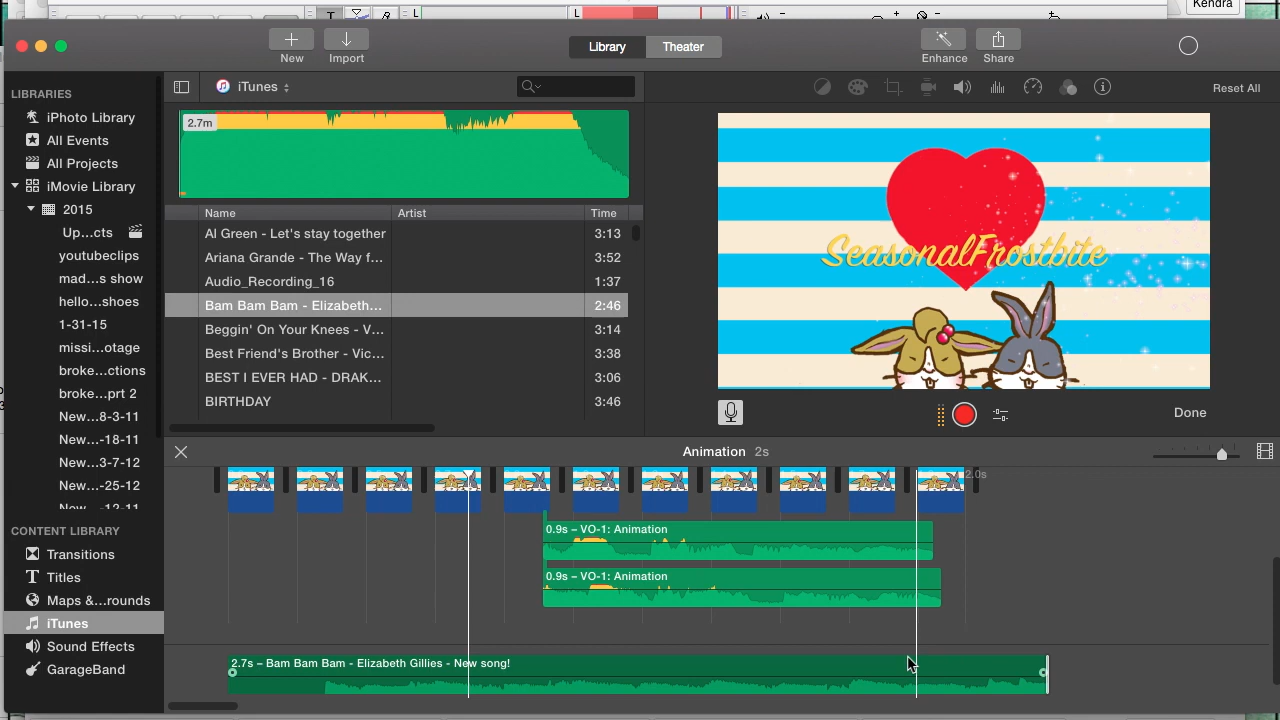 Kendra
T
L
L
New
Import
Library
Theater
Enhance
Share
LIBRARIES
iPhoto Library
All Events
All Projects
iMovie Library
2015
Up...cts
youtubeclips
mad...s show
hello...shoes
1-31-15
missi...otage
broke...ctions
broke...prt 2
New...8-3-11
New...-18-11
New...3-7-12
New...-25-12
New...-12-11
CONTENT LIBRARY
Transitions
Titles
Maps &...rounds
iTunes
Sound Effects
GarageBand
iTunes
2.7m
Name Artist Time
Al Green - Let's stay together 3:13
Ariana Grande - The Way f... 3:52
Audio_Recording_16 1:37
Bam Bam Bam - Elizabeth... 2:46
Beggin' On Your Knees - V... 3:14
Best Friend's Brother - Vic... 3:38
BEST I EVER HAD - DRAK... 3:06
BIRTHDAY 3:46
Reset All
SeasonalFrostbite
Done
Animation 2s
2.0s
0.9s – VO-1: Animation
0.9s – VO-1: Animation
2.7s – Bam Bam Bam - Elizabeth Gillies - New song!